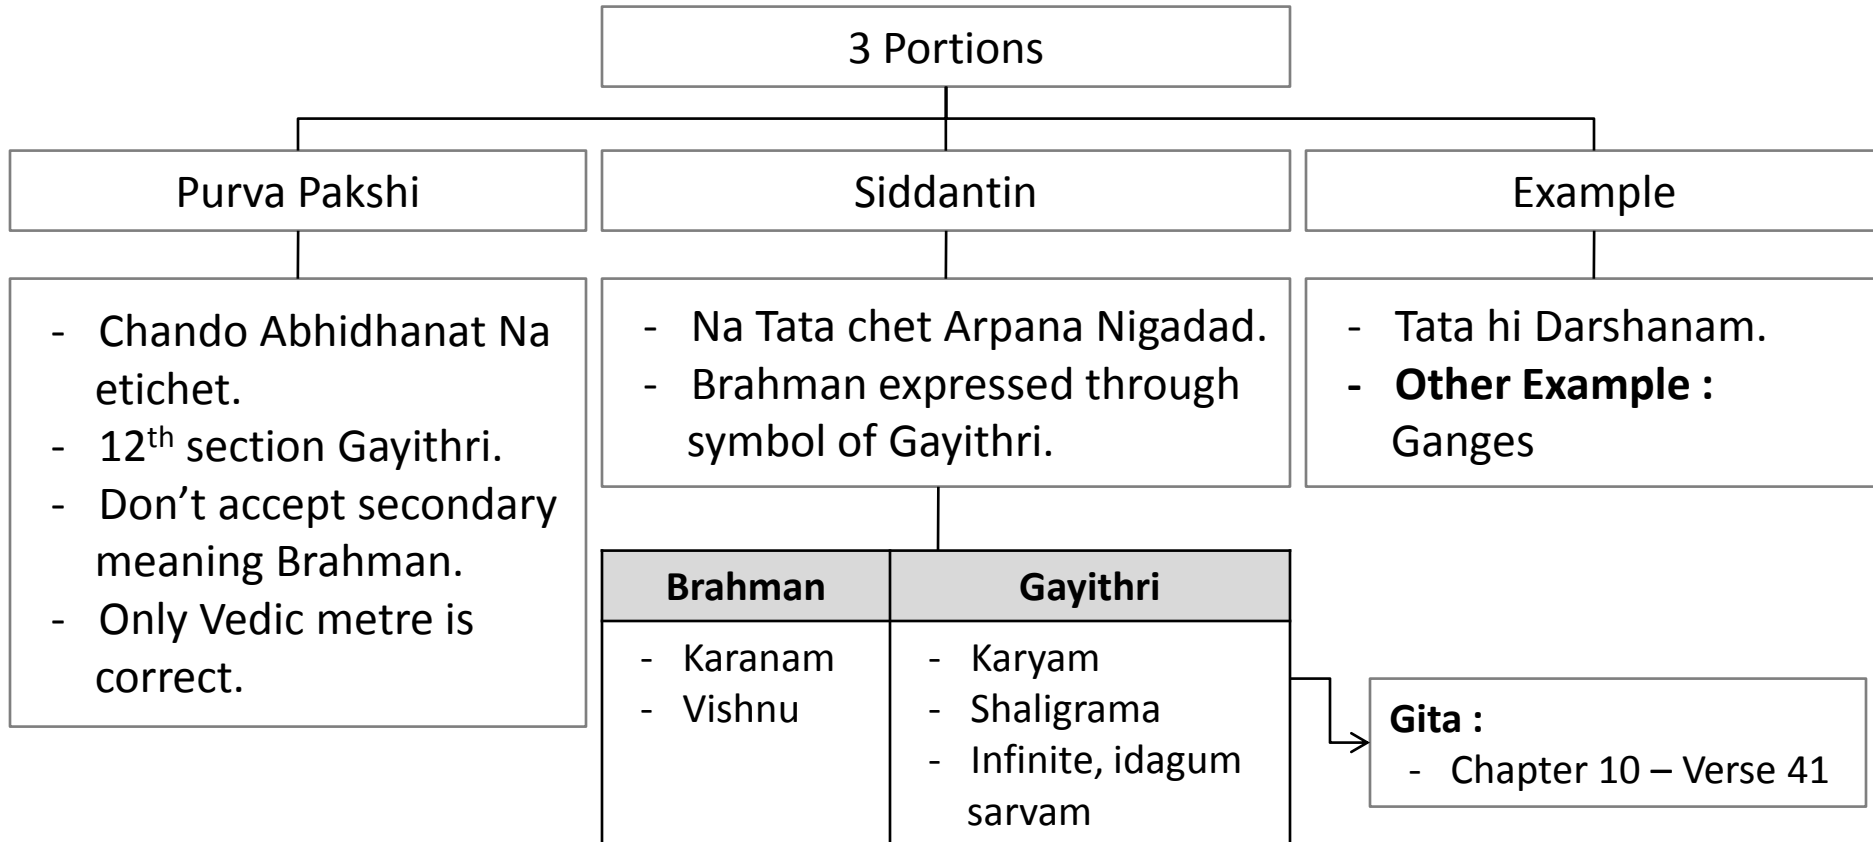 3 Portions
Purva Pakshi
Siddantin
Example
- Chando Abhidhanat Na
etichet.
- 12th section Gayithri.
- Don’t accept secondary
meaning Brahman.
- Only Vedic metre is
correct.
- Na Tata chet Arpana Nigadad.
- Brahman expressed through
symbol of Gayithri.
- Tata hi Darshanam.
- Other Example :
Ganges
Brahman
Gayithri
- Karanam
- Vishnu
- Karyam
- Shaligrama
- Infinite, idagum
sarvam
Gita :
- Chapter 10 – Verse 41